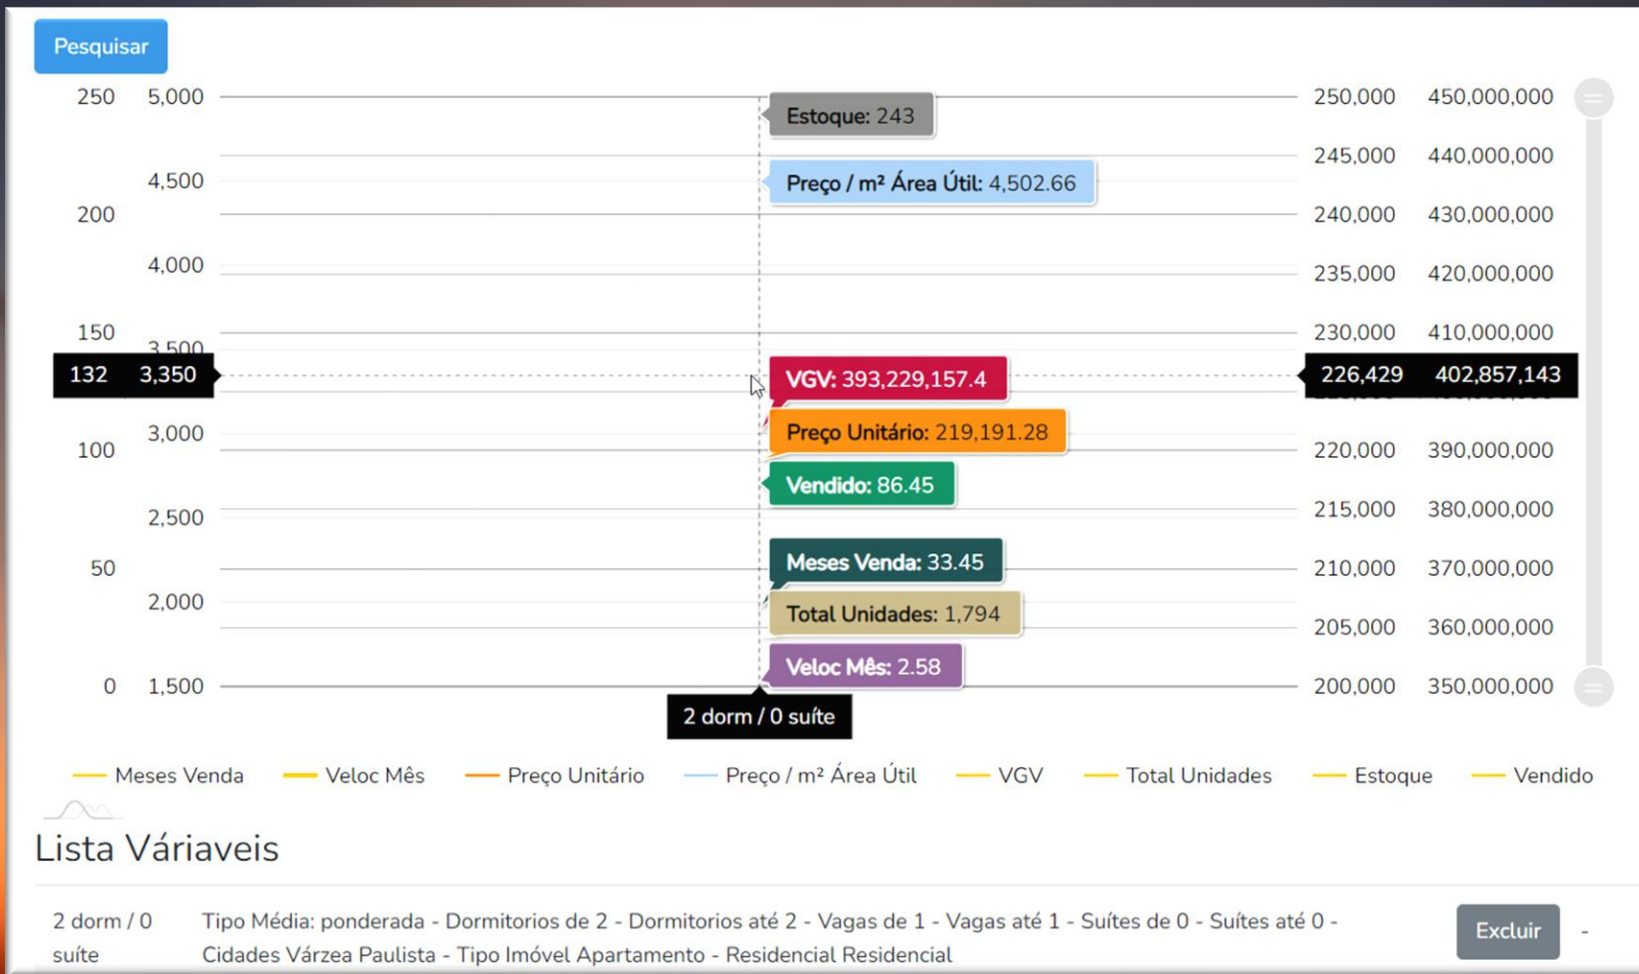 Pesquisar
250 5,000 250,000 450,000,000
Estoque: 243
245,000 440,000,000
4,500 Preço / m² Área Útil: 4,502.66
200 240,000 430,000,000
4,000 235,000 420,000,000
150 230,000 410,000,000
3,500
132 3,350 VGV: 393,229,157.4 226,429 402,857,143
3,000 Preço Unitário: 219,191.28
100 220,000 390,000,000
Vendido: 86.45
2,500 215,000 380,000,000
Meses Venda: 33.45
50 210,000 370,000,000
2,000 Total Unidades: 1,794
205,000 360,000,000
Veloc Mês: 2.58
0 1,500 200,000 350,000,000
2 dorm / 0 suíte
Meses Venda Veloc Mês Preço Unitário Preço / m² Área Útil VGV Total Unidades Estoque Vendido
Lista Váriaveis
2 dorm / 0 Tipo Média: ponderada - Dormitorios de 2 - Dormitorios até 2 - Vagas de 1 - Vagas até 1 - Suítes de 0 - Suítes até 0 - Excluir -
suíte Cidades Várzea Paulista - Tipo Imóvel Apartamento - Residencial Residencial